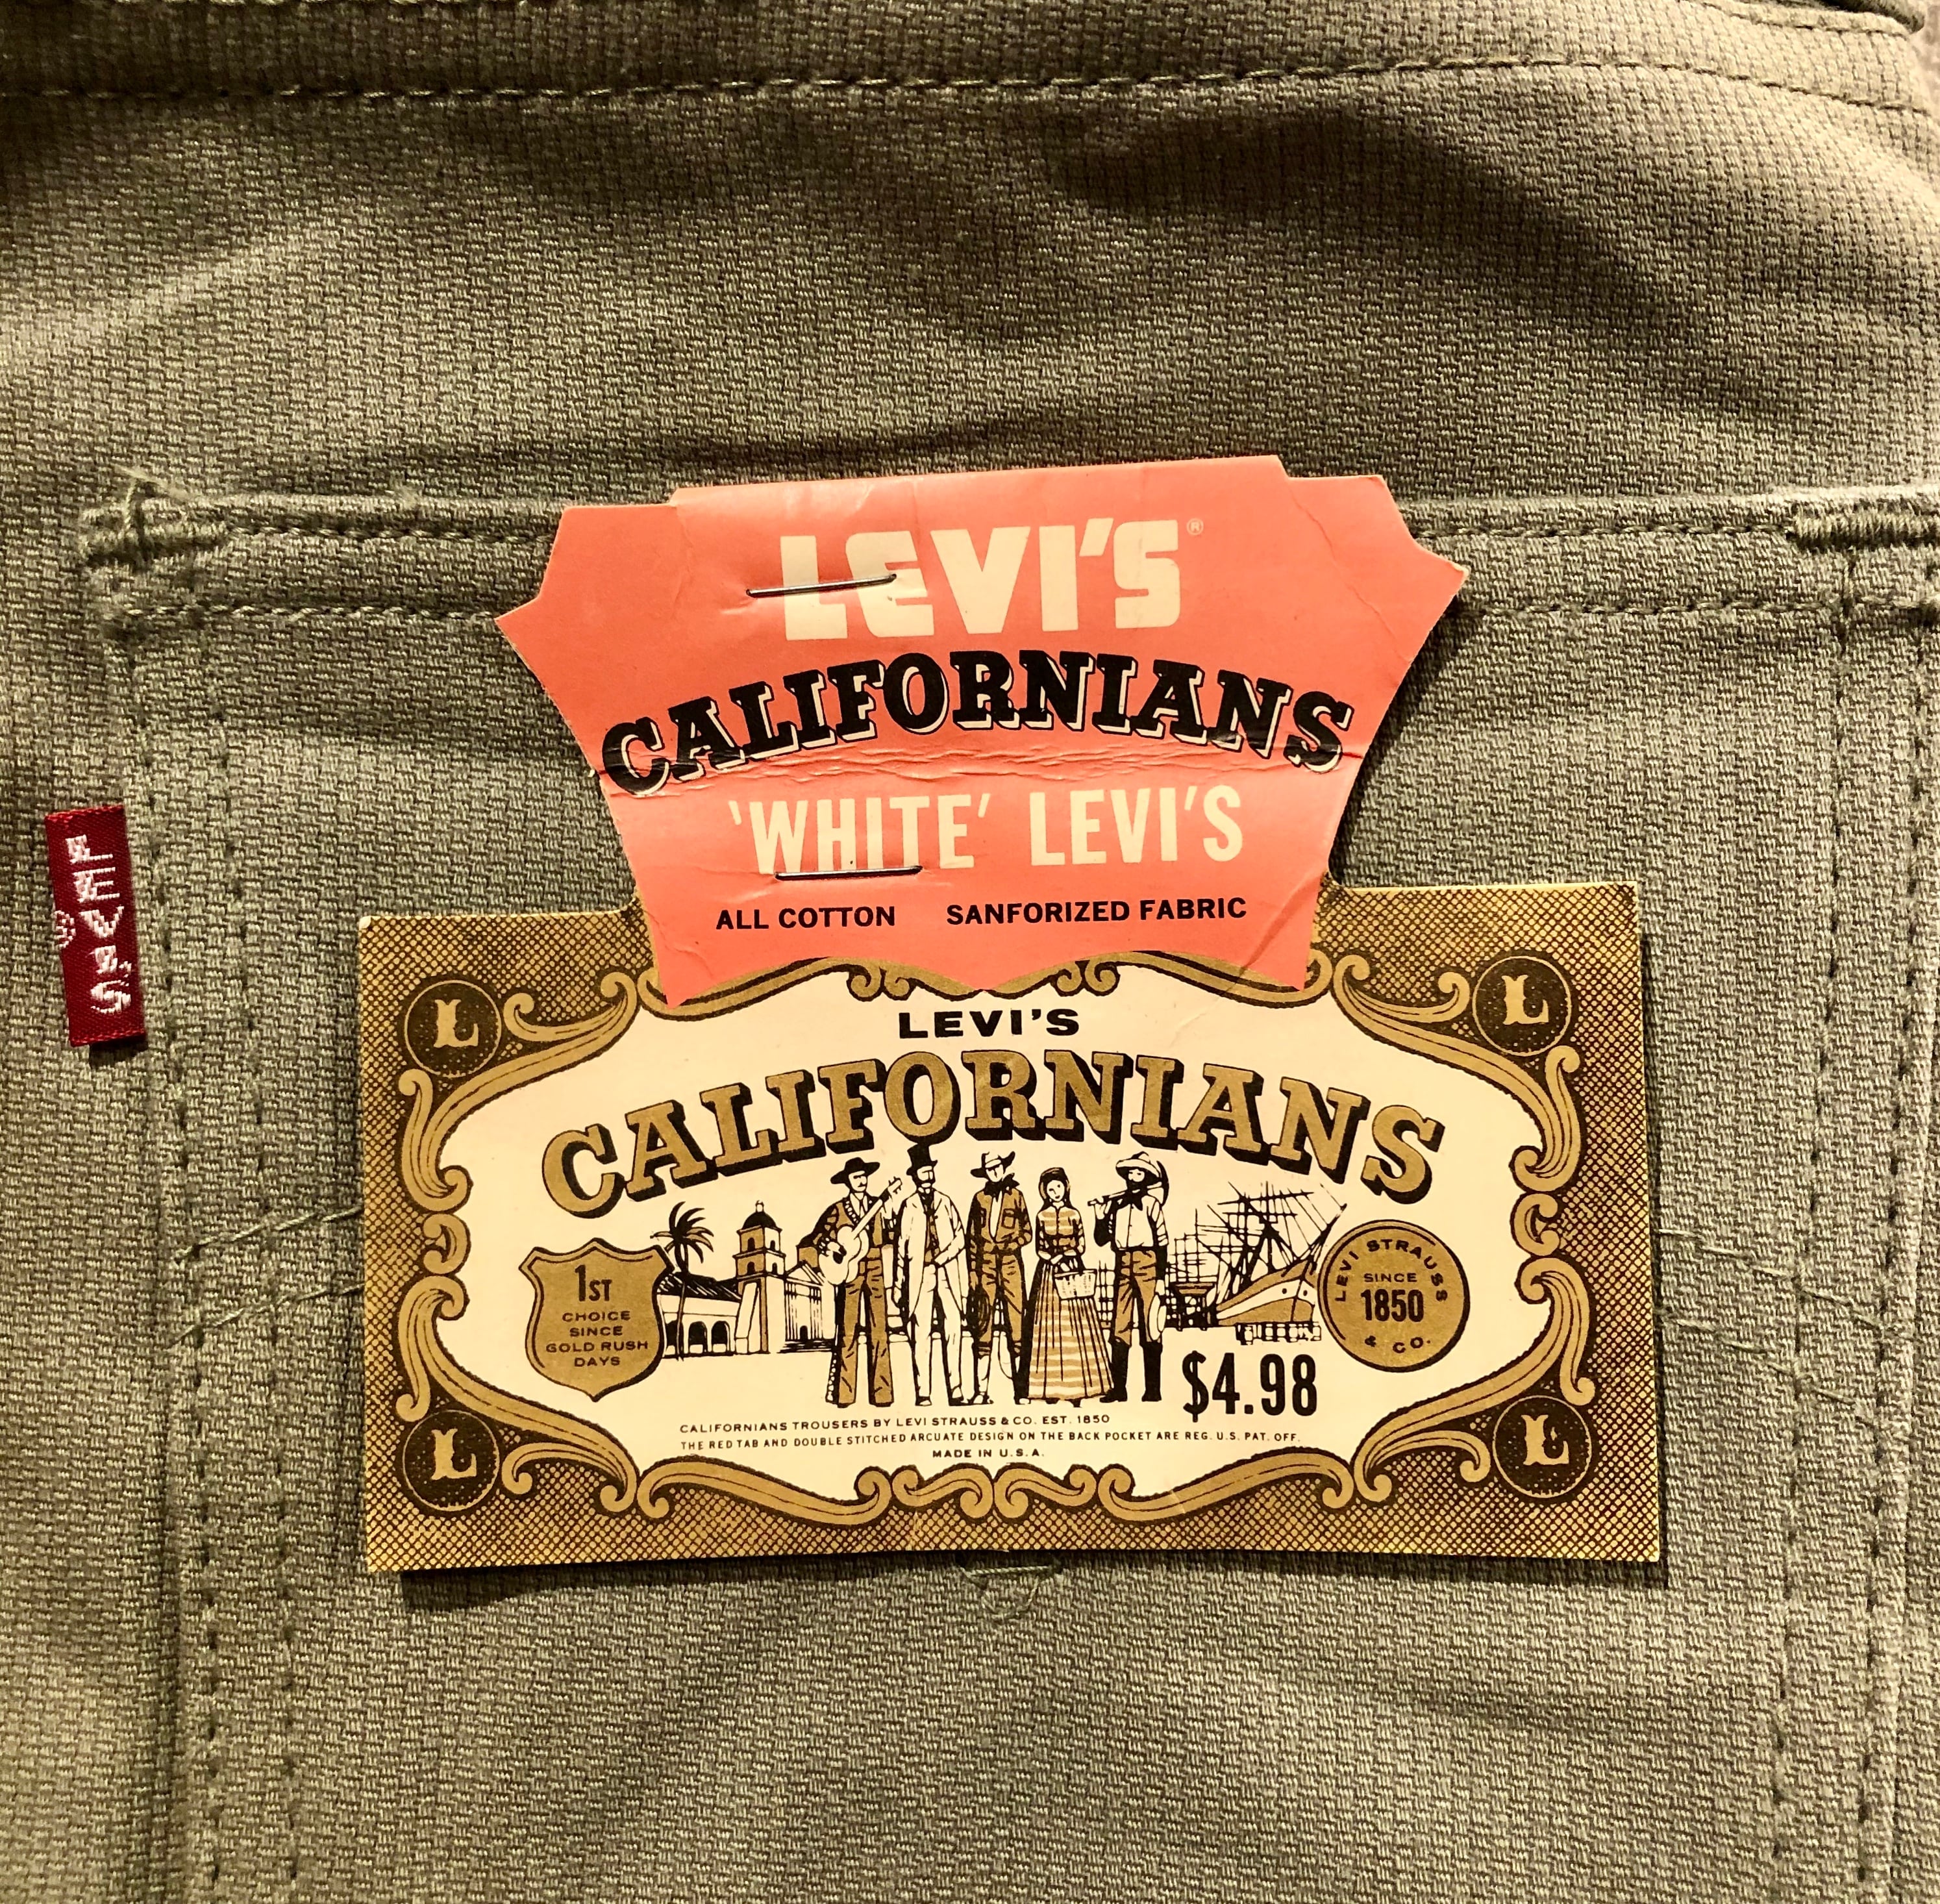 LEVI'S®
CALIFORNIANS
'WHITE' LEVI'S
ALL COTTON SANFORIZED FABRIC
LEVI'S
®
L
L
LEVI'S
CALIFORNIANS
1ST
CHOICE
SINCE
GOLD RUSH
DAYS
LEVI STRAUSS
SINCE
1850
& CO.
$4.98
CALIFORNIANS TROUSERS BY LEVI STRAUSS & CO. EST. 1850
THE RED TAB AND DOUBLE STITCHED ARCUATE DESIGN ON THE BACK POCKET ARE REG. U.S. PAT. OFF.
MADE IN U.S.A.
L
L